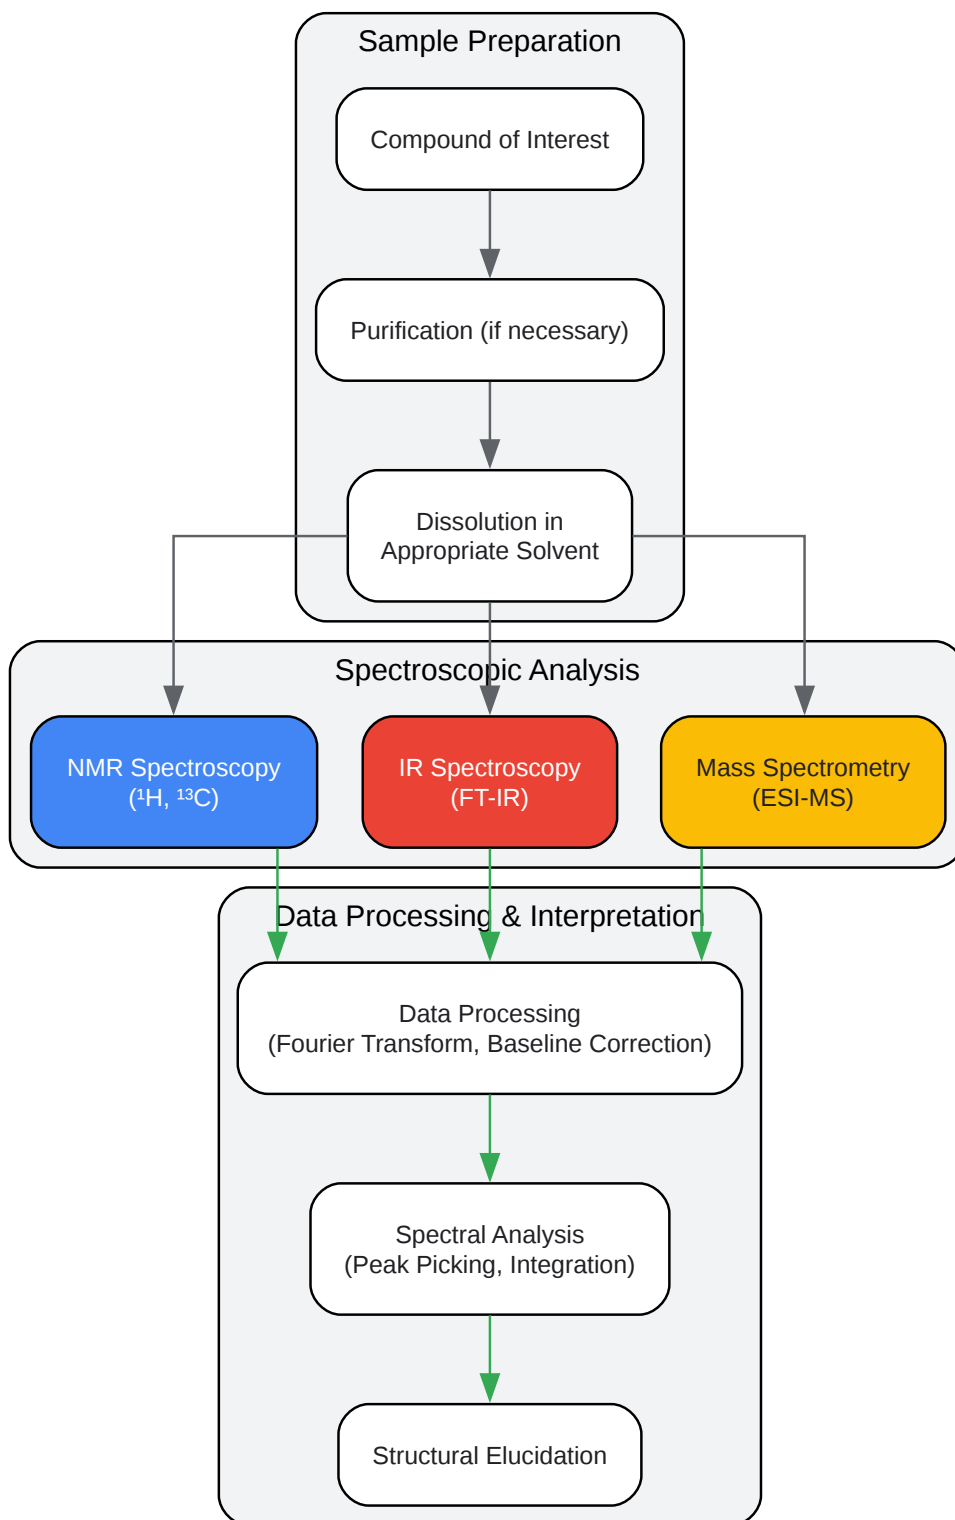 Sample Preparation
Compound of Interest
Purification (if necessary)
Dissolution in
Appropriate Solvent
Spectroscopic Analysis
NMR Spectroscopy
(¹H, ¹³C)
IR Spectroscopy
(FT-IR)
Mass Spectrometry
(ESI-MS)
Data Processing & Interpretation
Data Processing
(Fourier Transform, Baseline Correction)
Spectral Analysis
(Peak Picking, Integration)
Structural Elucidation